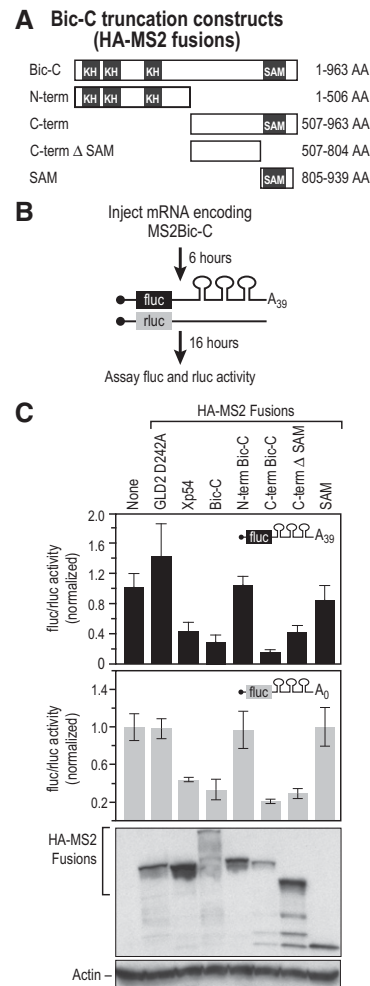 A Bic-C truncation constructs
(HA-MS2 fusions)
Bic-C KH KH KH SAM 1-963 AA
N-term KH KH KH 1-506 AA
C-term SAM 507-963 AA
C-term Δ SAM 507-804 AA
SAM SAM 805-939 AA
B
Inject mRNA encoding
MS2Bic-C
6 hours
fluc A39
rluc
16 hours
Assay fluc and rluc activity
C
HA-MS2 Fusions
None
GLD2 D242A
Xp54
Bic-C
N-term Bic-C
C-term Bic-C
C-term Δ SAM
SAM
fluc/rluc activity
(normalized)
2.0
1.6
1.2
0.8
0.4
0
fluc A39
fluc/rluc activity
(normalized)
1.4
1.0
0.6
0.2
fluc A0
HA-MS2
Fusions
Actin –